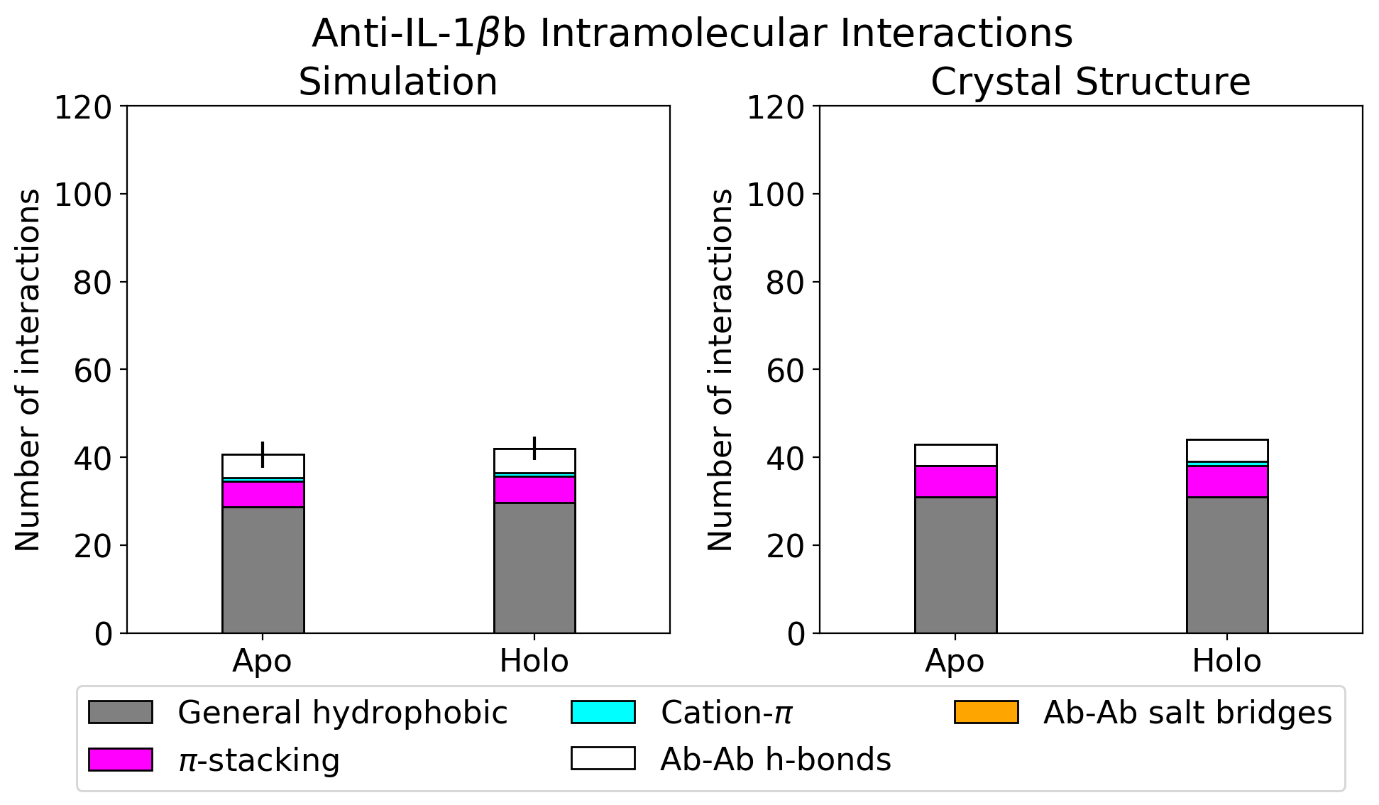 Anti-IL-1βb Intramolecular Interactions
Simulation
Crystal Structure
120
100
80
60
40
20
0
Number of interactions
Apo
Holo
120
100
80
60
40
20
0
Number of interactions
Apo
Holo
General hydrophobic
π-stacking
Cation-π
Ab-Ab h-bonds
Ab-Ab salt bridges